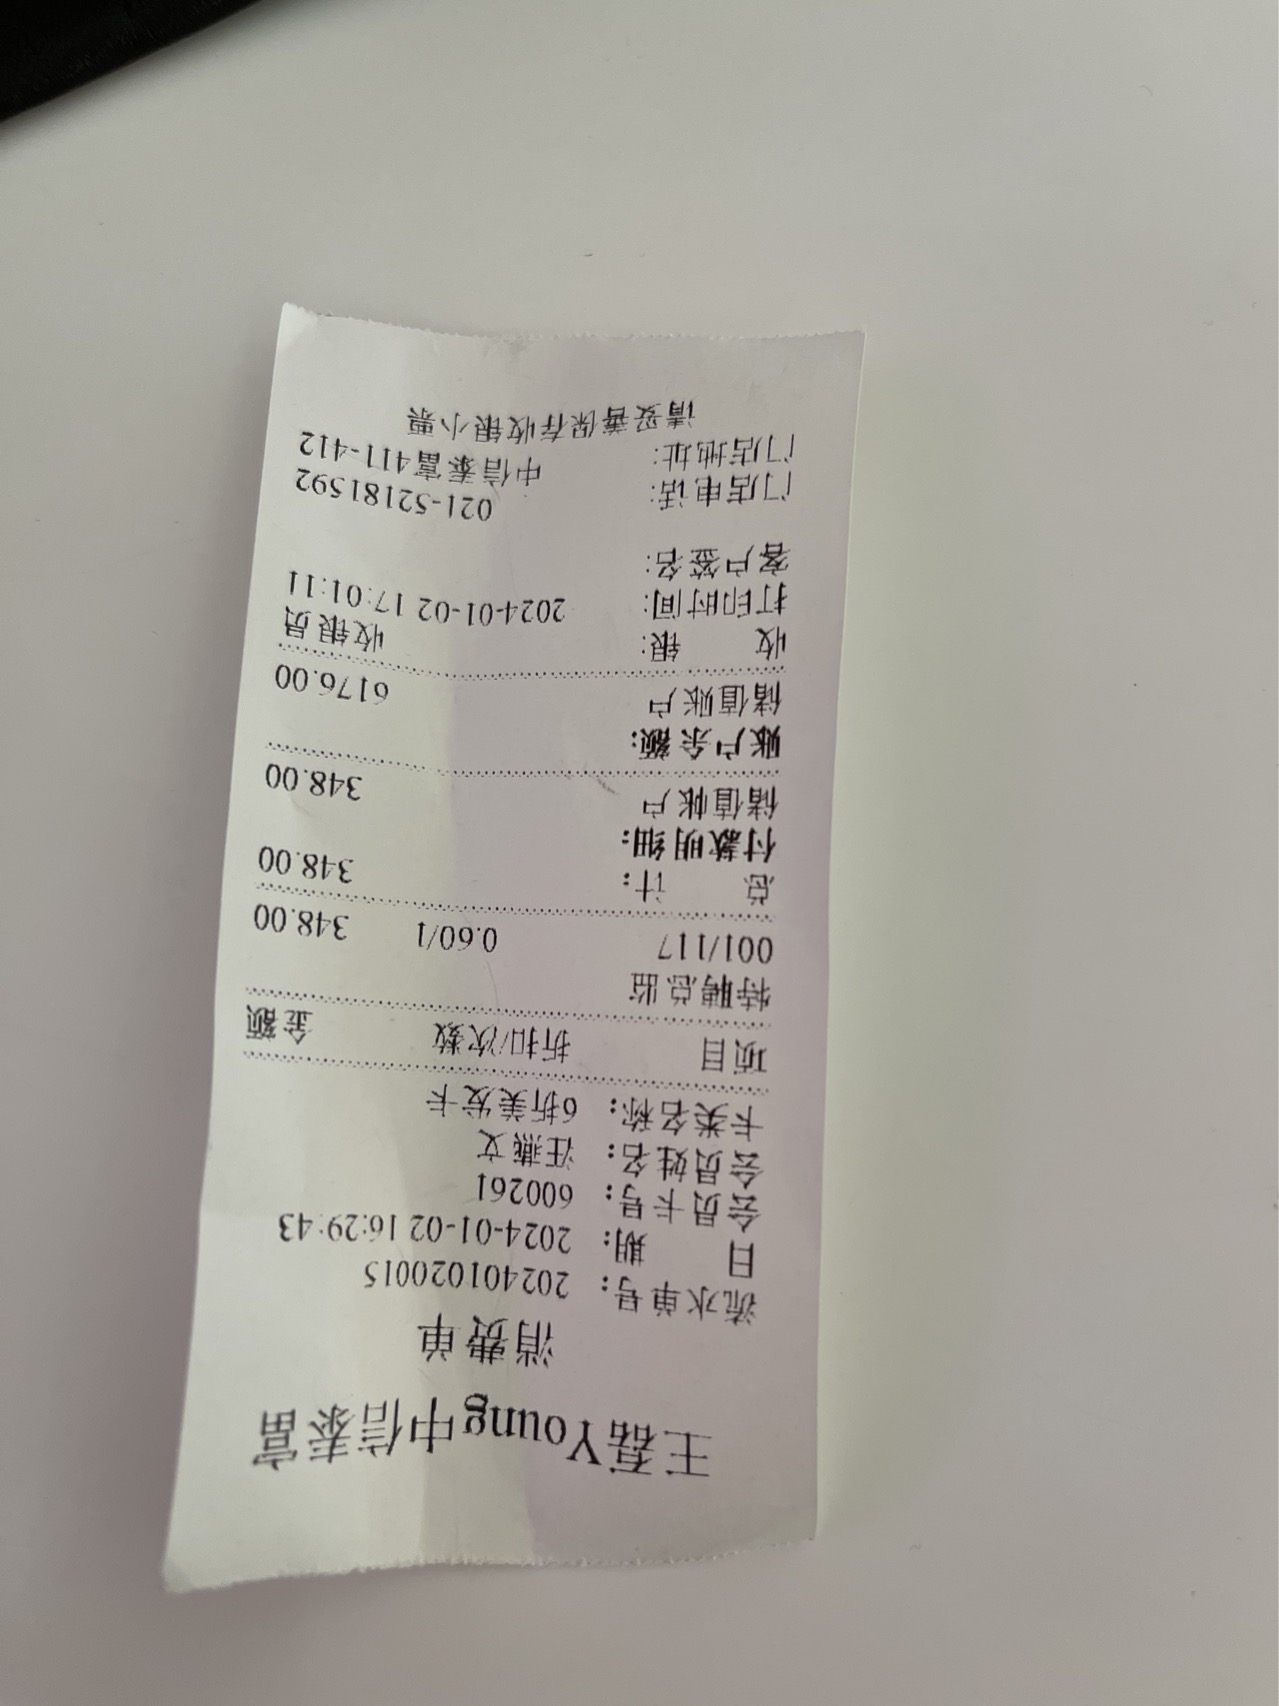 王磊Young中信泰富
消费单
流水单号： 202401020015
日 期： 2024-01-02 16:29:43
会员卡号： 600261
会员姓名： 汪燕文
卡类名称： 6折美发卡
项目 折扣/次数 金额
特聘总监
001/117 0.60/1 348.00
总 计： 348.00
付款明细：
储值帐户 348.00
账户余额：
储值账户 6176.00
收 银: 收银员
打印时间: 2024-01-02 17:01:11
客户签名:
门店电话: 021-52181592
门店地址: 中信泰富411-412
请妥善保存收银小票